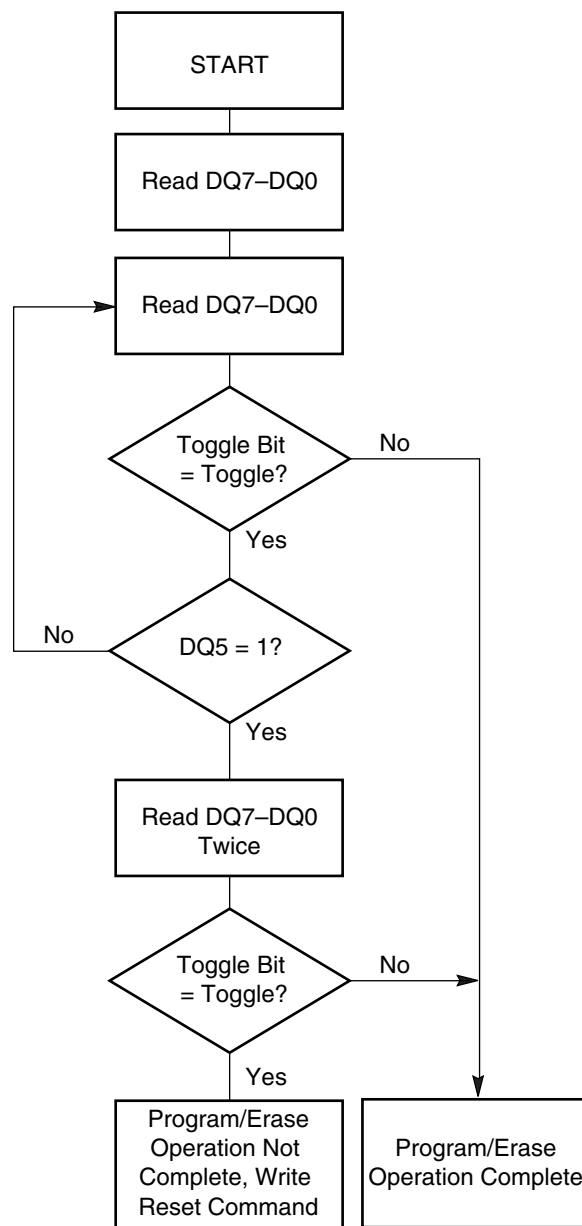 START
Read DQ7–DQ0
Read DQ7–DQ0
Toggle Bit
= Toggle?
No
Yes
No
DQ5 = 1?
Yes
Read DQ7–DQ0
Twice
Toggle Bit
= Toggle?
No
Yes
Program/Erase
Operation Not
Complete, Write
Reset Command
Program/Erase
Operation Complete